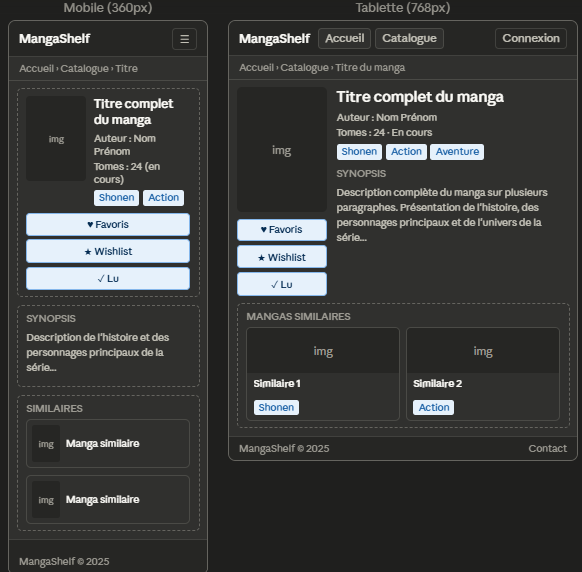 Mobile (360px)
MangaShelf
☰
Accueil › Catalogue › Titre
img
Titre complet
du manga
Auteur : Nom
Prénom
Tomes : 24 (en
cours)
Shonen Action
♥ Favoris
★ Wishlist
✓ Lu
SYNOPSIS
Description de l'histoire et des
personnages principaux de la
série...
SIMILAIRES
img Manga similaire
img Manga similaire
MangaShelf © 2025
Tablette (768px)
MangaShelf Accueil Catalogue Connexion
Accueil › Catalogue › Titre du manga
img
Titre complet du manga
Auteur : Nom Prénom
Tomes : 24 · En cours
Shonen Action Aventure
SYNOPSIS
Description complète du manga sur plusieurs
paragraphes. Présentation de l'histoire, des
personnages principaux et de l'univers de la
série...
♥ Favoris
★ Wishlist
✓ Lu
MANGAS SIMILAIRES
img img
Similaire 1 Similaire 2
Shonen Action
MangaShelf © 2025 Contact